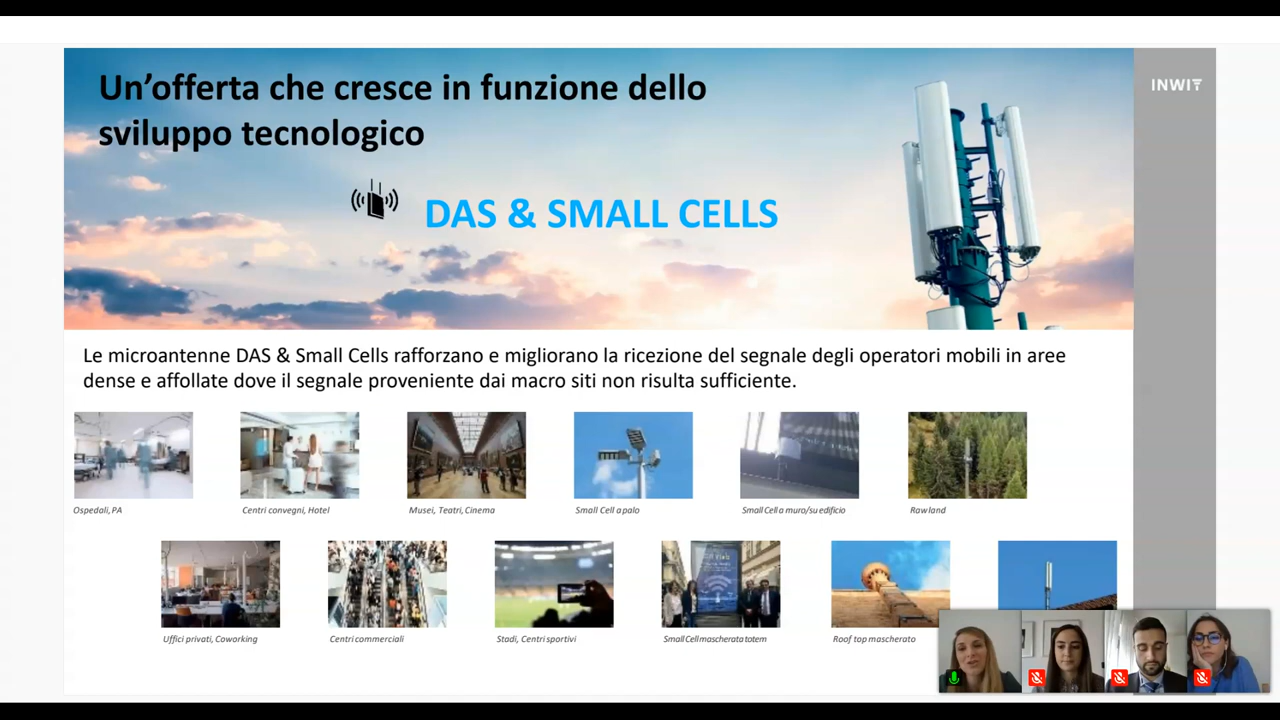 Un'offerta che cresce in funzione dello
sviluppo tecnologico
INWIT
DAS & SMALL CELLS
Le microantenne DAS & Small Cells rafforzano e migliorano la ricezione del segnale degli operatori mobili in aree
dense e affollate dove il segnale proveniente dai macro siti non risulta sufficiente.
Ospedali, PA
Centri convegni, Hotel
Musei, Teatri, Cinema
Small Cell a palo
Small Cell a muro/su edificio
Raw land
Uffici privati, Coworking
Centri commerciali
Stadi, Centri sportivi
Small Cell mascherata totem
Roof top mascherato